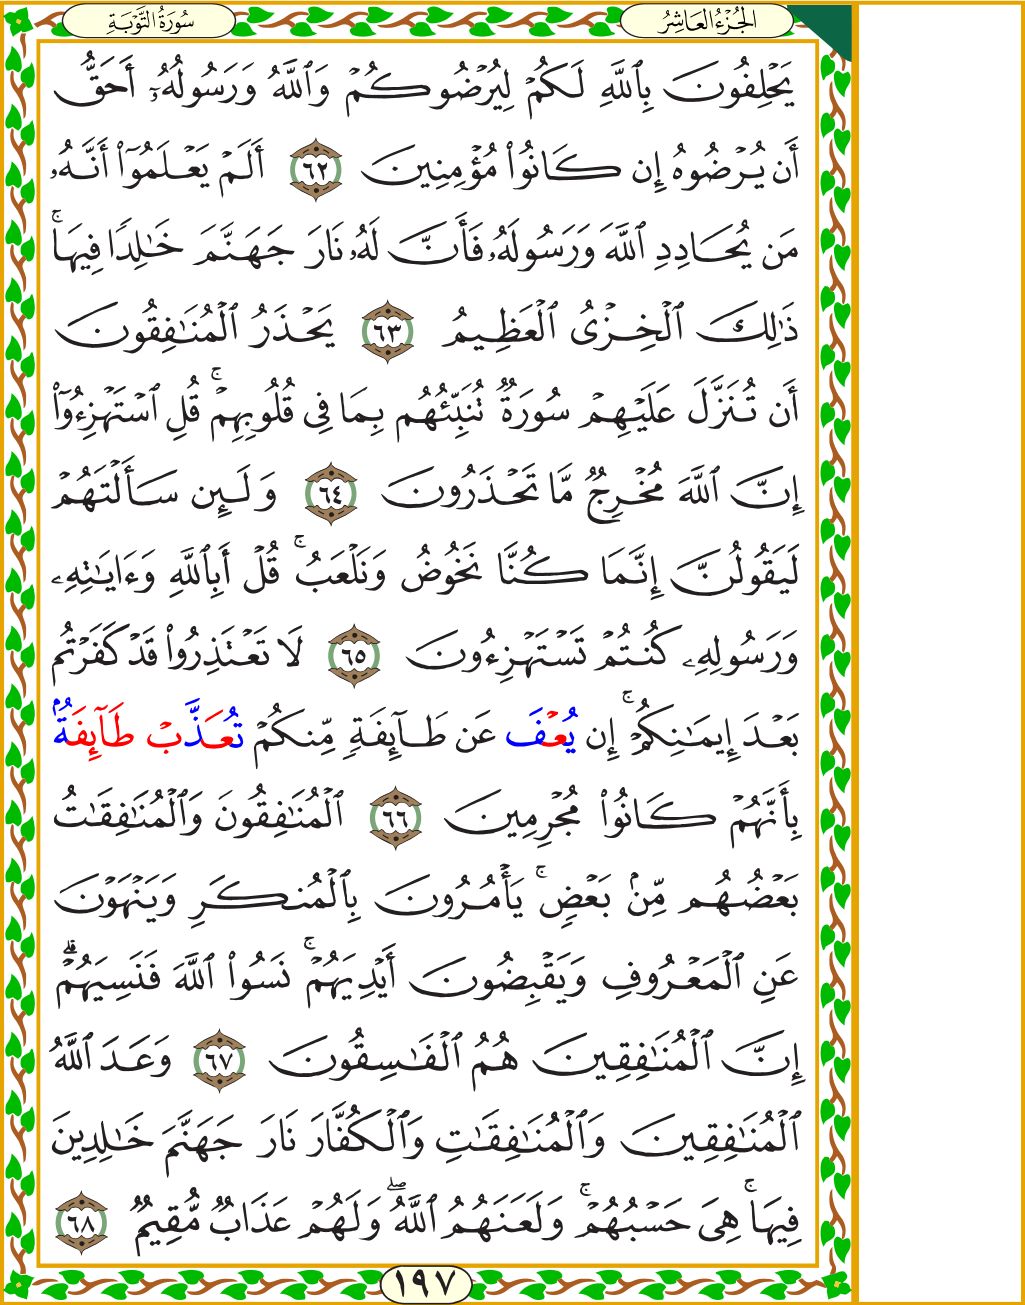 الجُزْءُ العَاشِرُ
سُورَةُ التَّوْبَةِ
يَحْلِفُونَ بِٱللَّهِ لَكُمْ لِيُرْضُوكُمْ وَٱللَّهُ وَرَسُولُهُۥٓ أَحَقُّ
أَن يُرْضُوهُ إِن كَانُوا۟ مُؤْمِنِينَ ٦٢ أَلَمْ يَعْلَمُوٓا۟ أَنَّهُۥ
مَن يُحَادِدِ ٱللَّهَ وَرَسُولَهُۥ فَأَنَّ لَهُۥ نَارَ جَهَنَّمَ خَٰلِدًا فِيهَا ۚ
ذَٰلِكَ ٱلْخِزْىُ ٱلْعَظِيمُ ٦٣ يَحْذَرُ ٱلْمُنَٰفِقُونَ
أَن تُنَزَّلَ عَلَيْهِمْ سُورَةٌ تُنَبِّئُهُم بِمَا فِى قُلُوبِهِمْ ۚ قُلِ ٱسْتَهْزِءُوٓا۟
إِنَّ ٱللَّهَ مُخْرِجٌ مَّا تَحْذَرُونَ ٦٤ وَلَئِن سَأَلْتَهُمْ
لَيَقُولُنَّ إِنَّمَا كُنَّا نَخُوضُ وَنَلْعَبُ ۚ قُلْ أَبِٱللَّهِ وَءَايَٰتِهِۦ
وَرَسُولِهِۦ كُنتُمْ تَسْتَهْزِءُونَ ٦٥ لَا تَعْتَذِرُوا۟ قَدْ كَفَرْتُم
بَعْدَ إِيمَٰنِكُمْ ۚ إِن يُعْفَ عَن طَآئِفَةٍ مِّنكُمْ تُعَذَّبْ طَآئِفَةٌۢ
بِأَنَّهُمْ كَانُوا۟ مُجْرِمِينَ ٦٦ ٱلْمُنَٰفِقُونَ وَٱلْمُنَٰفِقَٰتُ
بَعْضُهُم مِّنۢ بَعْضٍ ۚ يَأْمُرُونَ بِٱلْمُنكَرِ وَيَنْهَوْنَ
عَنِ ٱلْمَعْرُوفِ وَيَقْبِضُونَ أَيْدِيَهُمْ ۚ نَسُوا۟ ٱللَّهَ فَنَسِيَهُمْ ۗ
إِنَّ ٱلْمُنَٰفِقِينَ هُمُ ٱلْفَٰسِقُونَ ٦٧ وَعَدَ ٱللَّهُ
ٱلْمُنَٰفِقِينَ وَٱلْمُنَٰفِقَٰتِ وَٱلْكُفَّارَ نَارَ جَهَنَّمَ خَٰلِدِينَ
فِيهَا ۚ هِىَ حَسْبُهُمْ ۚ وَلَعَنَهُمُ ٱللَّهُ ۖ وَلَهُمْ عَذَابٌ مُّقِيمٌ ٦٨
١٩٧